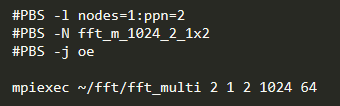 #PBS -l nodes=1:ppn=2
#PBS -N fft_m_1024_2_1x2
#PBS -j oe
mpiexec ~/fft/fft_multi 2 1 2 1024 64